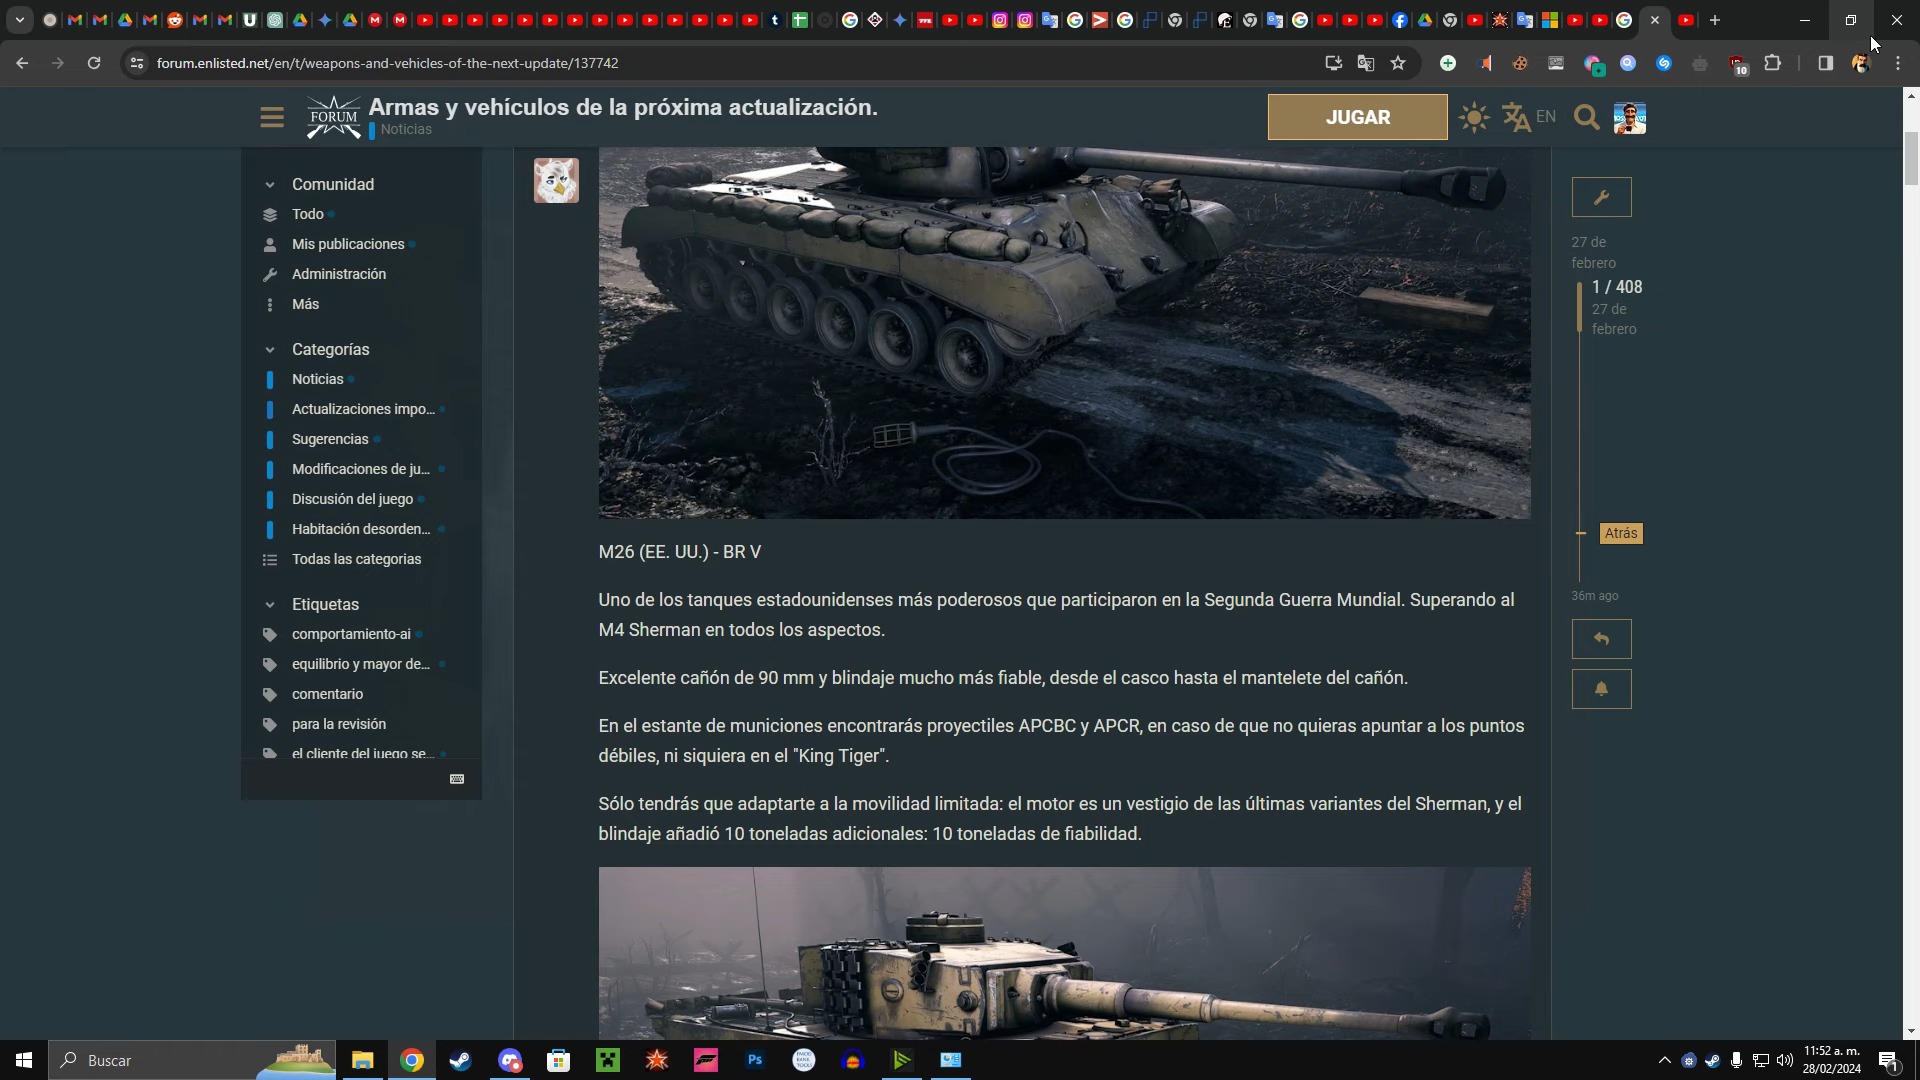 forum.enlisted.net/en/t/weapons-and-vehicles-of-the-next-update/137742
10
FORUM
Armas y vehículos de la próxima actualización.
Noticias
JUGAR
EN
Comunidad
Todo
Mis publicaciones
Administración
Más
Categorías
Noticias
Actualizaciones impo...
Sugerencias
Modificaciones de ju...
Discusión del juego
Habitación desorden...
Todas las categorias
Etiquetas
comportamiento-ai
equilibrio y mayor de...
comentario
para la revisión
el cliente del juego se...
M26 (EE. UU.) - BR V
Uno de los tanques estadounidenses más poderosos que participaron en la Segunda Guerra Mundial. Superando al
M4 Sherman en todos los aspectos.
Excelente cañón de 90 mm y blindaje mucho más fiable, desde el casco hasta el mantelete del cañón.
En el estante de municiones encontrarás proyectiles APCBC y APCR, en caso de que no quieras apuntar a los puntos
débiles, ni siquiera en el "King Tiger".
Sólo tendrás que adaptarte a la movilidad limitada: el motor es un vestigio de las últimas variantes del Sherman, y el
blindaje añadió 10 toneladas adicionales: 10 toneladas de fiabilidad.
27 de
febrero
1 / 408
27 de
febrero
Atrás
36m ago
Buscar
Ps
11:52 a. m.
28/02/2024
1